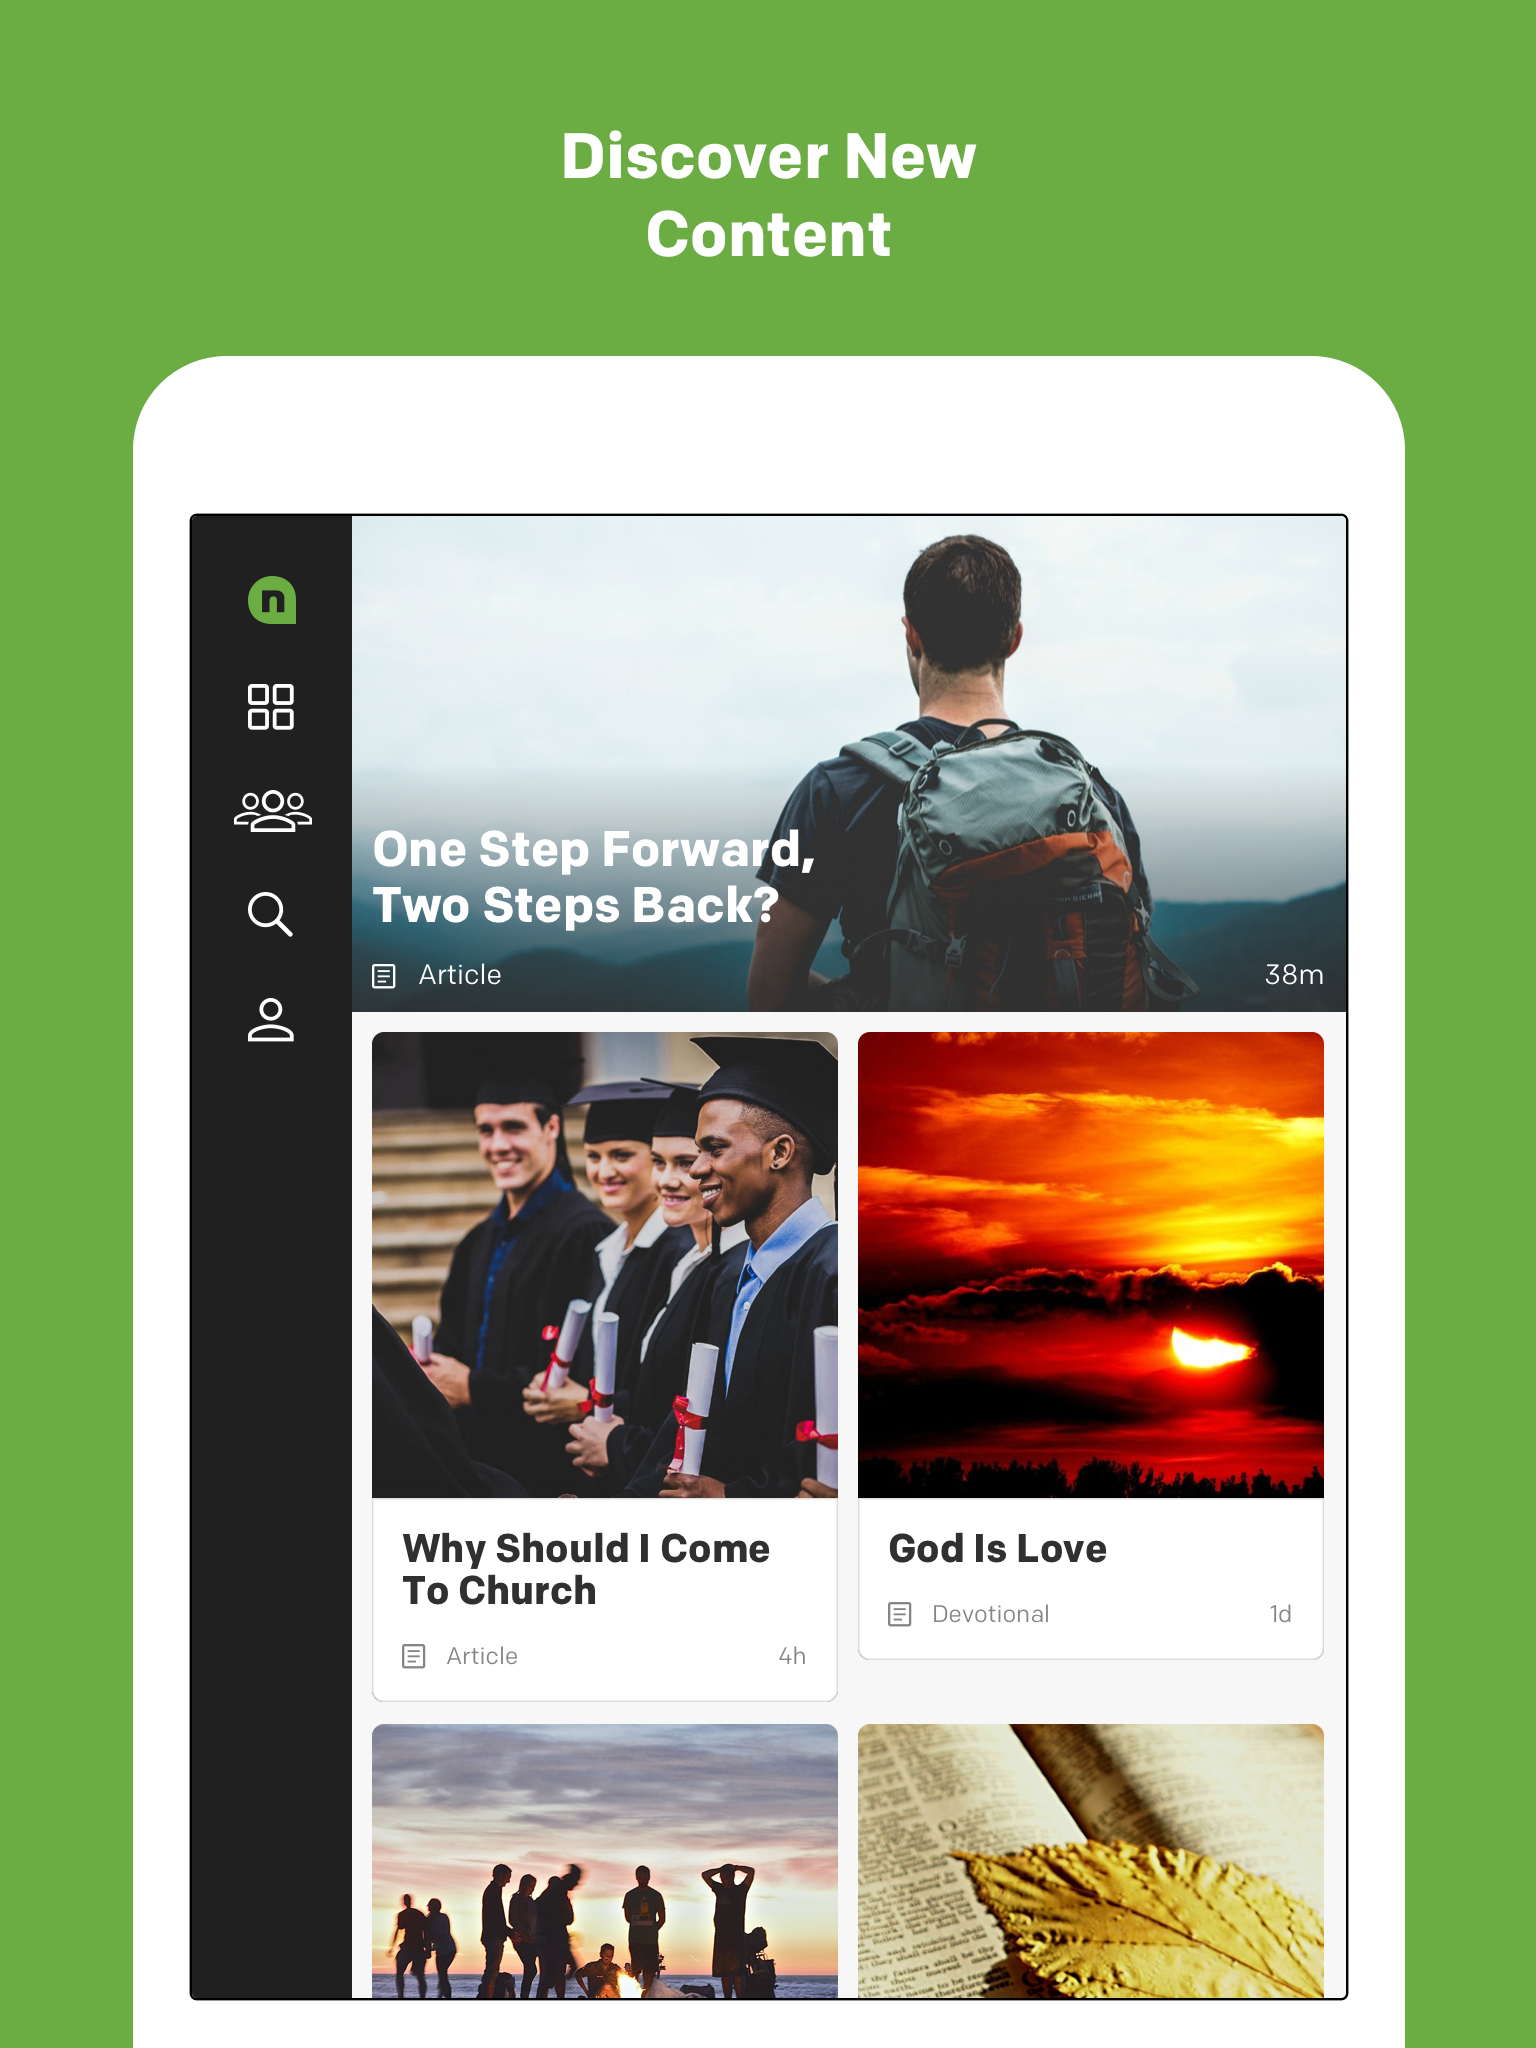 Discover New
Content
n
One Step Forward,
Two Steps Back?
Article
38m
Why Should I Come
To Church
Article
4h
God Is Love
Devotional
1d